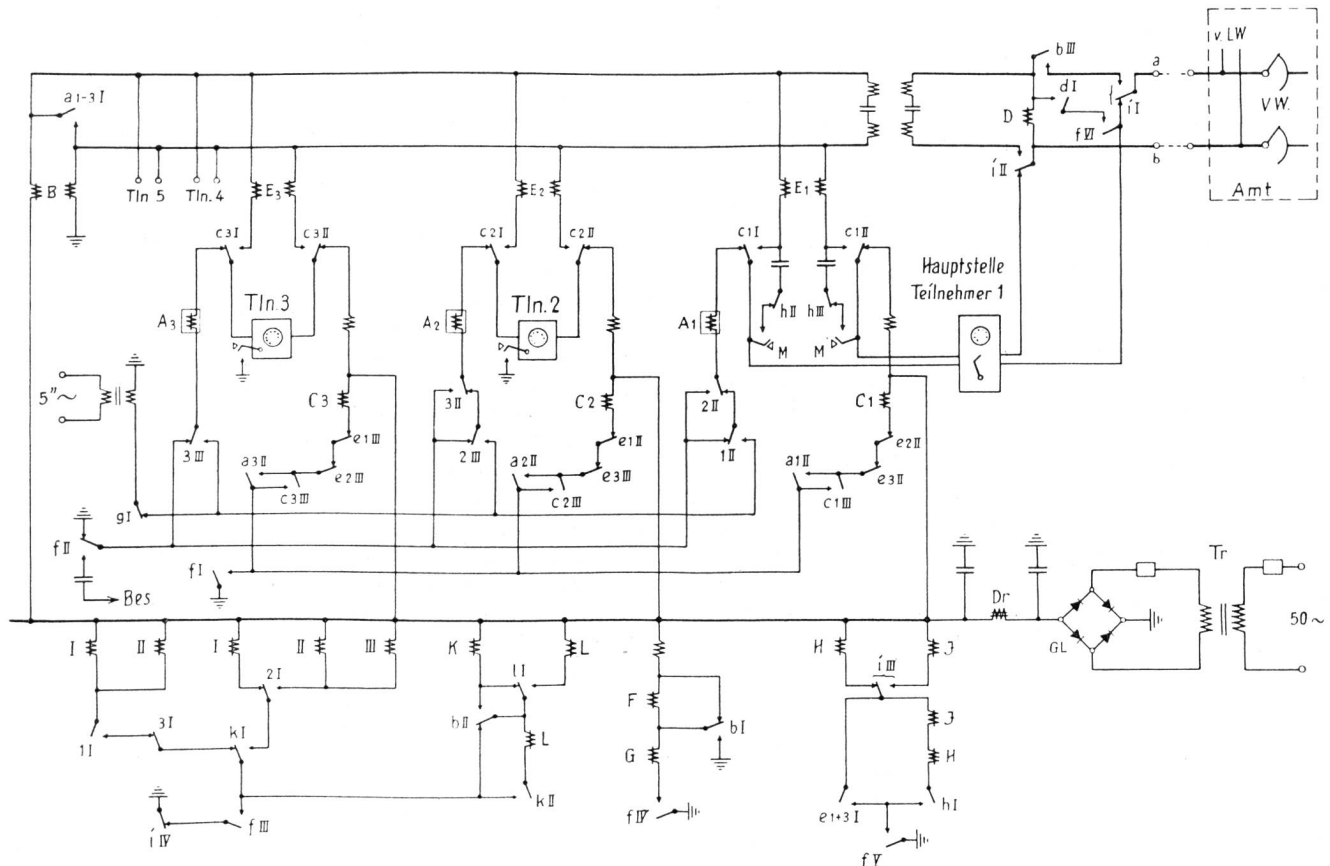 v. LW
b III
a
a1-3 I
d I
i I
V.W.
D
f VI
b
i II
Amt
B
Tln. 5
Tln. 4
E3
E2
E1
c3 I
c3 II
c2 I
c2 II
c1 I
c1 II
Hauptstelle
Teilnehmer 1
Tln. 3
Tln. 2
h II
h III
A3
A2
A1
M
M
5" ~
C3
3 II
C2
2 II
C1
e1 III
e1 II
e2 II
3 III
a3 II
e2 III
2 III
a2 II
e3 III
1 II
a1 II
e3 II
c3 III
c2 III
c1 III
g I
f II
f I
Bes
Dr
Tr
GL
50 ~
I
II
I
II
III
K
L
H
J
2 I
l I
i III
F
1 I
3 I
k I
b II
b I
J
L
G
H
k II
i IV
f III
f IV
e1+3 I
h I
f V